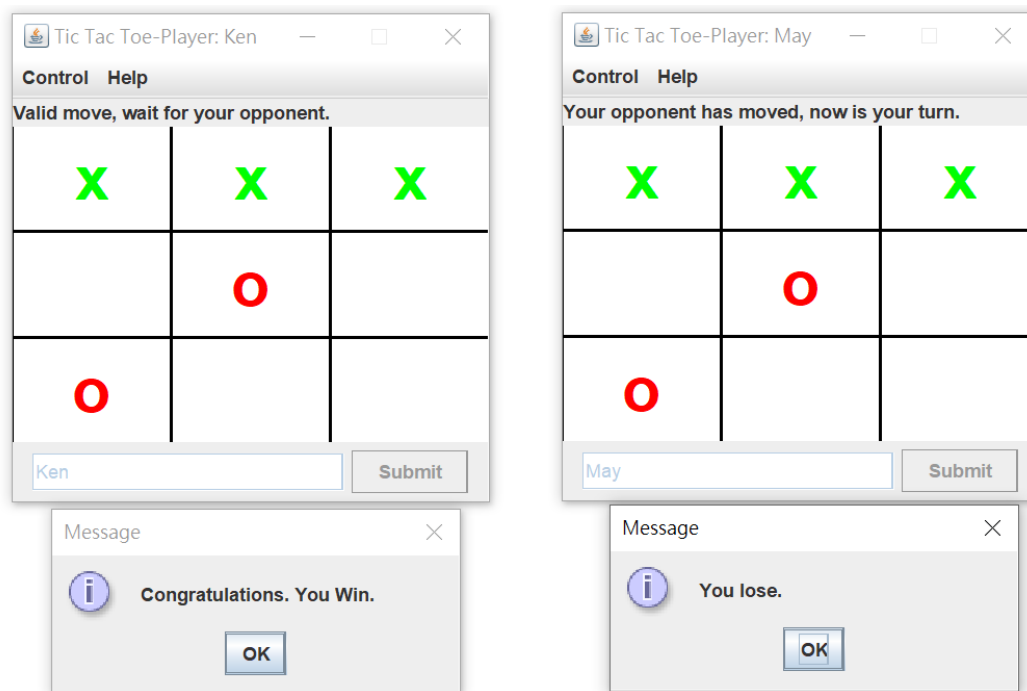 Tic Tac Toe-Player: Ken
Control Help
Valid move, wait for your opponent.
X X X
O
O
Ken Submit
Message
Congratulations. You Win.
OK
Tic Tac Toe-Player: May
Control Help
Your opponent has moved, now is your turn.
X X X
O
O
May Submit
Message
You lose.
OK